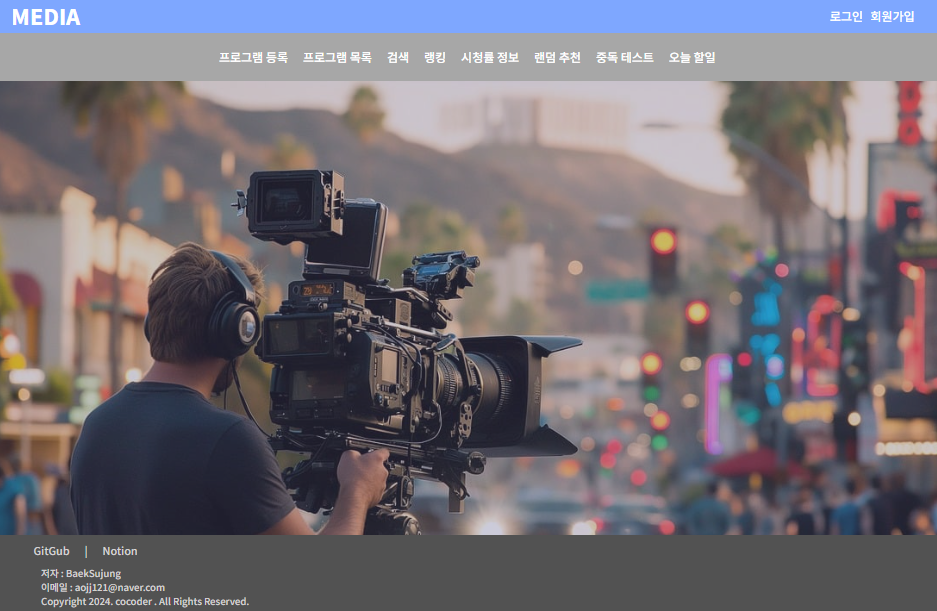 MEDIA
로그인 회원가입
프로그램 등록 프로그램 목록 검색 랭킹 시청률 정보 랜덤 추천 중독 테스트 오늘 할일
GitGub | Notion
저자 : BaekSujung
이메일 : aojj121@naver.com
Copyright 2024. cocoder . All Rights Reserved.